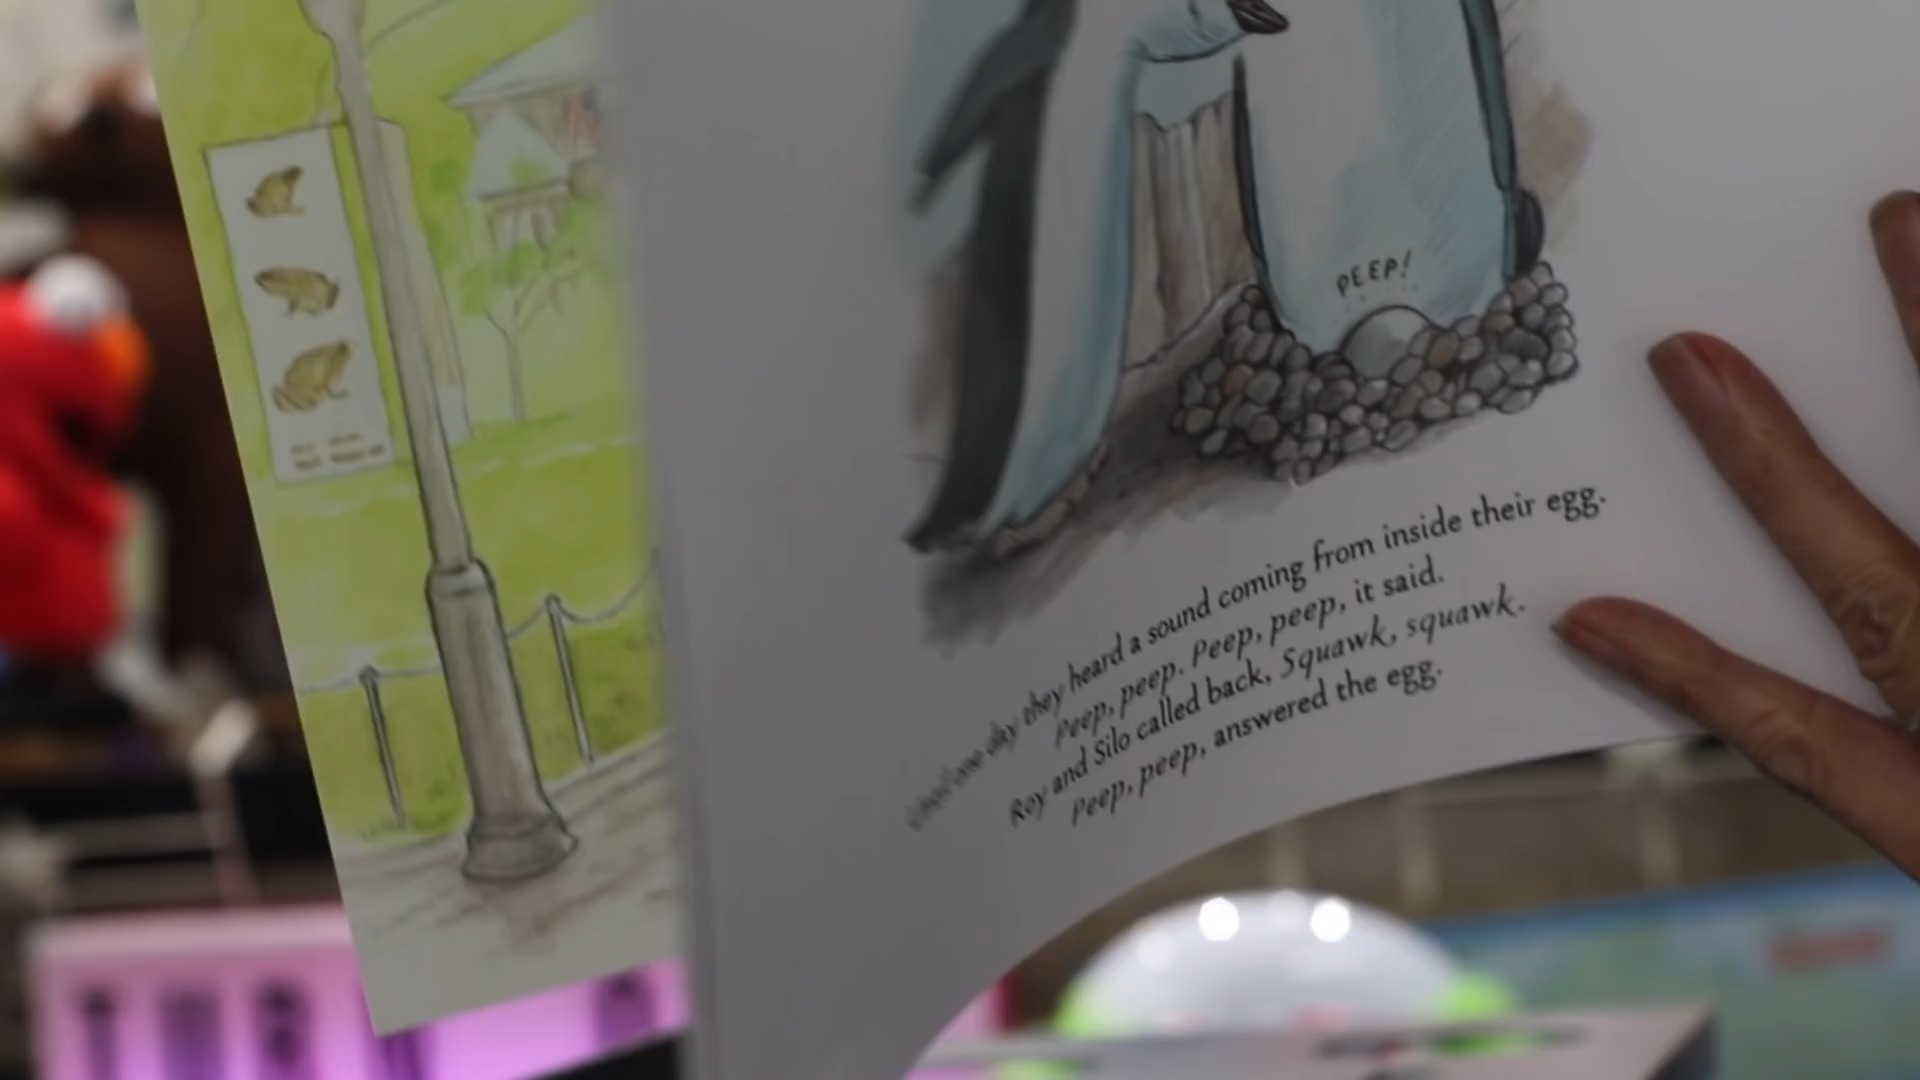 PEEP!
one day they heard a sound coming from inside their egg.
Peep, peep. Peep, peep, it said.
Roy and Silo called back, Squawk, squawk.
Peep, peep, answered the egg.